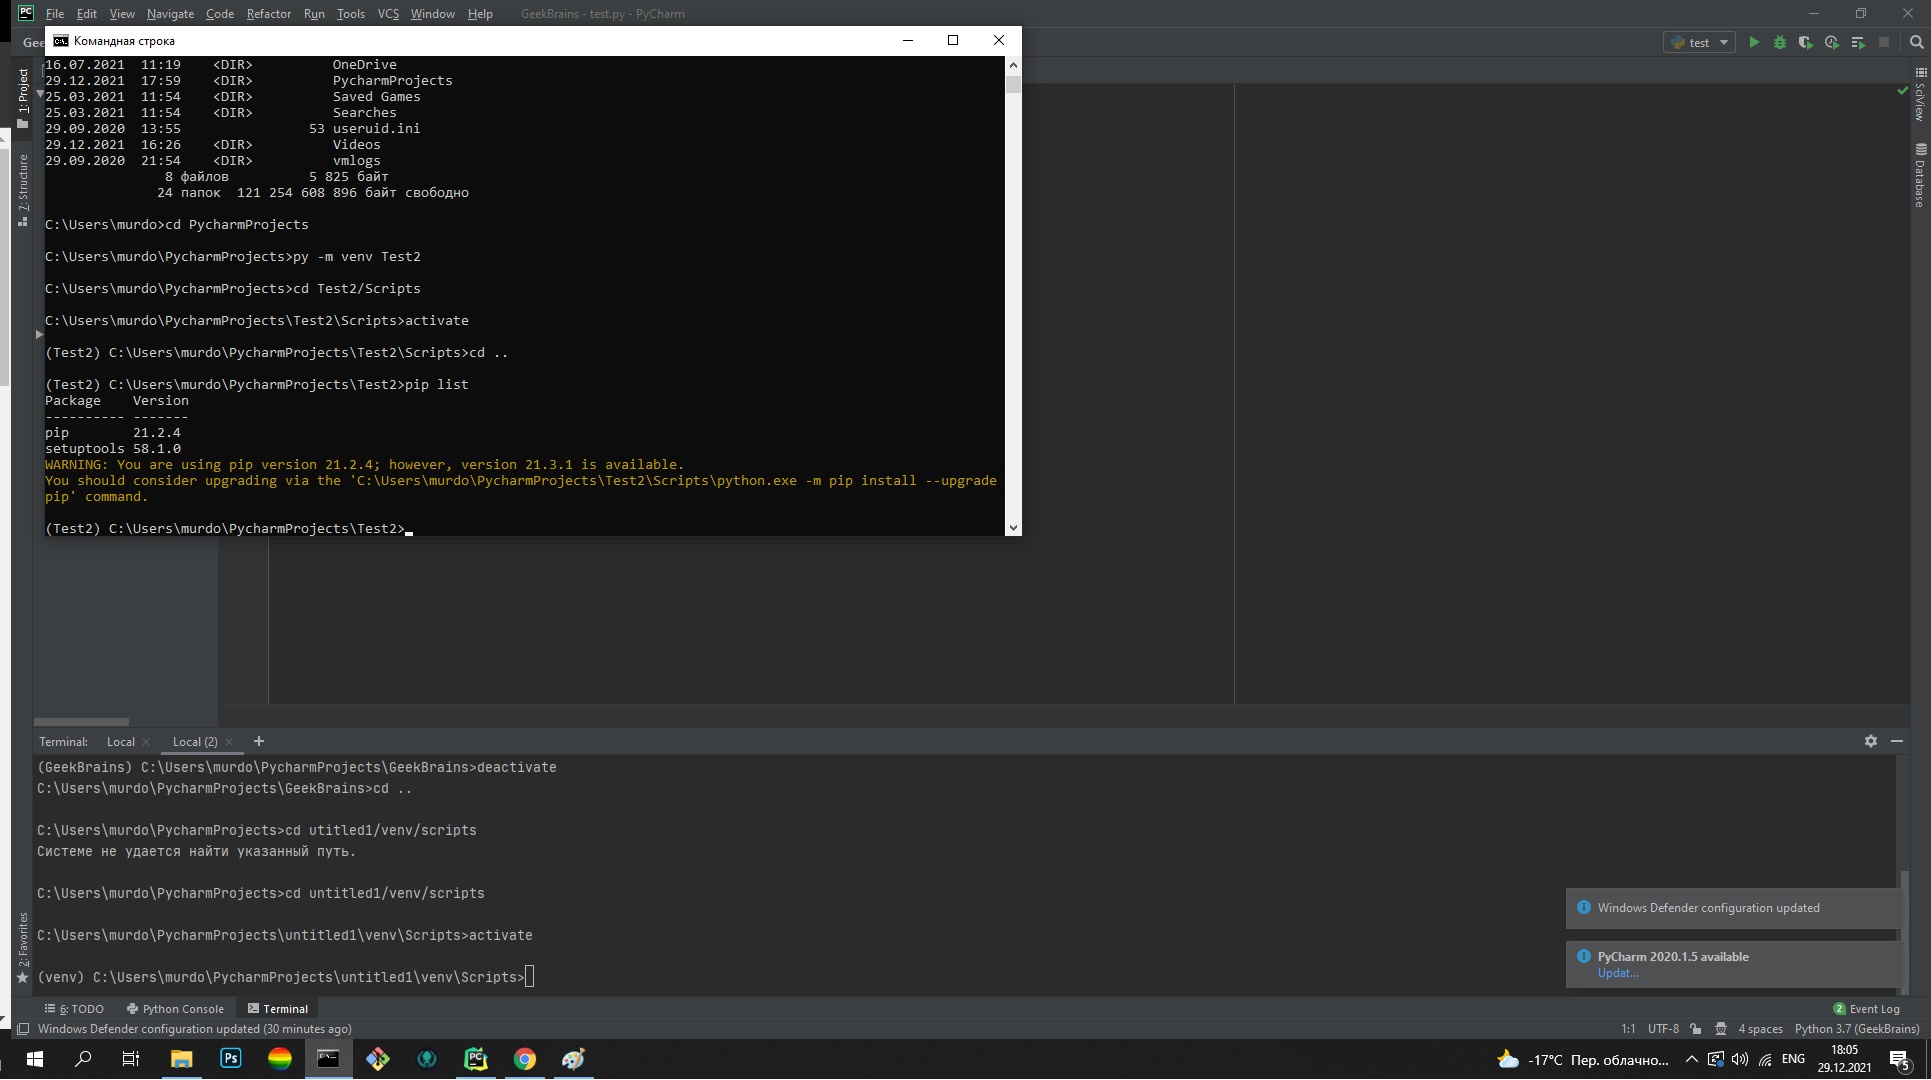 File Edit View Navigate Code Refactor Run Tools VCS Window Help GeekBrains - test.py - PyCharm
Gee
Командная строка
test
16.07.2021 11:19 <DIR> OneDrive
29.12.2021 17:59 <DIR> PycharmProjects
25.03.2021 11:54 <DIR> Saved Games
25.03.2021 11:54 <DIR> Searches
29.09.2020 13:55 53 useruid.ini
29.12.2021 16:26 <DIR> Videos
29.09.2020 21:54 <DIR> vmlogs
8 файлов 5 825 байт
24 папок 121 254 608 896 байт свободно
C:\Users\murdo>cd PycharmProjects
C:\Users\murdo\PycharmProjects>py -m venv Test2
C:\Users\murdo\PycharmProjects>cd Test2/Scripts
C:\Users\murdo\PycharmProjects\Test2\Scripts>activate
(Test2) C:\Users\murdo\PycharmProjects\Test2\Scripts>cd ..
(Test2) C:\Users\murdo\PycharmProjects\Test2>pip list
Package Version
---------- -------
pip 21.2.4
setuptools 58.1.0
WARNING: You are using pip version 21.2.4; however, version 21.3.1 is available.
You should consider upgrading via the 'C:\Users\murdo\PycharmProjects\Test2\Scripts\python.exe -m pip install --upgrade
pip' command.
(Test2) C:\Users\murdo\PycharmProjects\Test2>
1: Project
7: Structure
2: Favorites
SciView
Database
Terminal: Local Local (2)
(GeekBrains) C:\Users\murdo\PycharmProjects\GeekBrains>deactivate
C:\Users\murdo\PycharmProjects\GeekBrains>cd ..
C:\Users\murdo\PycharmProjects>cd utitled1/venv/scripts
Системе не удается найти указанный путь.
C:\Users\murdo\PycharmProjects>cd untitled1/venv/scripts
C:\Users\murdo\PycharmProjects\untitled1\venv\Scripts>activate
(venv) C:\Users\murdo\PycharmProjects\untitled1\venv\Scripts>
Windows Defender configuration updated
PyCharm 2020.1.5 available
Updat...
6: TODO Python Console Terminal 2 Event Log
Windows Defender configuration updated (30 minutes ago) 1:1 UTF-8 4 spaces Python 3.7 (GeekBrains)
Ps PC -17°C Пер. облачно... ENG 18:05
29.12.2021 5